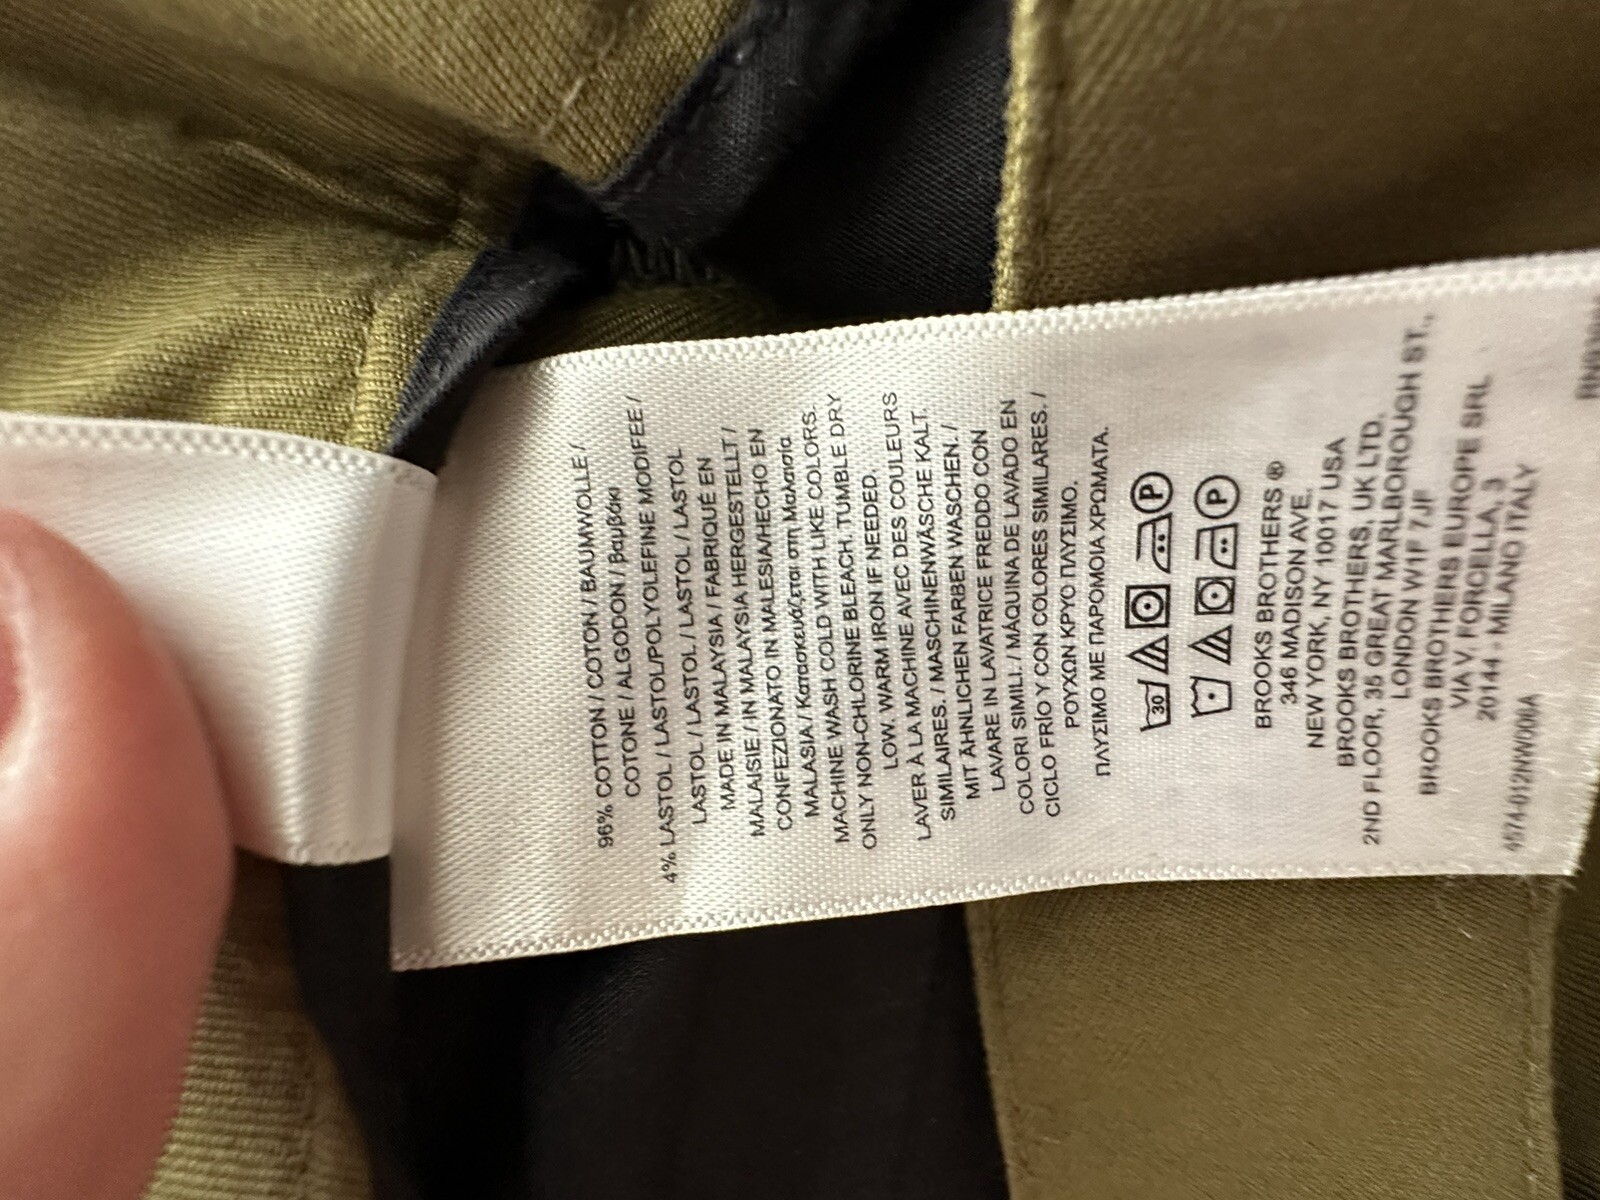 96% COTTON / COTON / BAUMWOLLE /
COTONE / ALGODON / βαμβάκι
4% LASTOL / LASTOL/POLYOLEFINE MODIFEE /
LASTOL / LASTOL / LASTOL / LASTOL
MADE IN MALAYSIA / FABRIQUÉ EN
MALAISIE / IN MALAYSIA HERGESTELLT /
CONFEZIONATO IN MALESIA/HECHO EN
MALASIA / Κατασκευάζεται στη Μαλαισία
MACHINE WASH COLD WITH LIKE COLORS.
ONLY NON-CHLORINE BLEACH. TUMBLE DRY
LOW. WARM IRON IF NEEDED.
LAVER À LA MACHINE AVEC DES COULEURS
SIMILAIRES. / MASCHINENWÄSCHE KALT.
MIT ÄHNLICHEN FARBEN WASCHEN. /
LAVARE IN LAVATRICE FREDDO CON
COLORI SIMILI. / MÁQUINA DE LAVADO EN
CICLO FRÍO Y CON COLORES SIMILARES. /
ΡΟΥΧΩΝ ΚΡΥΟ ΠΛΥΣΙΜΟ.
ΠΛΥΣΙΜΟ ΜΕ ΠΑΡΟΜΟΙΑ ΧΡΩΜΑΤΑ.
30 P
P
BROOKS BROTHERS ®
346 MADISON AVE.
NEW YORK, NY 10017 USA
BROOKS BROTHERS, UK LTD.
2ND FLOOR, 35 GREAT MARLBOROUGH ST.,
LONDON W1F 7JF
BROOKS BROTHERS EUROPE SRL
VIA V. FORCELLA, 3
20144 - MILANO ITALY
4574-012NW006A